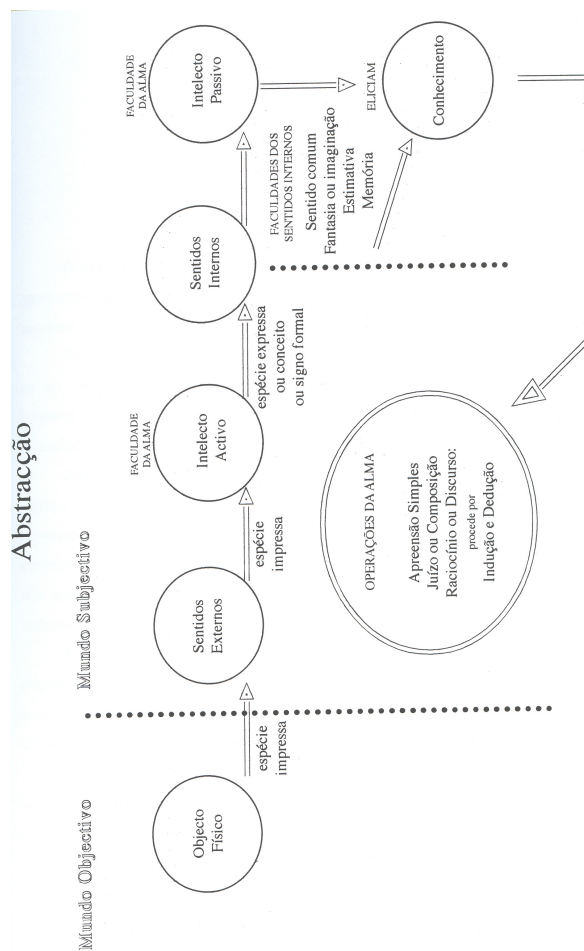 Abstracção
Mundo Objectivo
Mundo Subjectivo
Objecto
Físico
espécie
impressa
Sentidos
Externos
espécie
impressa
FACULDADE
DA ALMA
Intelecto
Activo
espécie expressa
ou conceito
ou signo formal
Sentidos
Internos
FACULDADE
DA ALMA
Intelecto
Passivo
FACULDADES DOS
SENTIDOS INTERNOS
Sentido comum
Fantasia ou imaginação
Estimativa
Memória
ELICIAM
Conhecimento
OPERAÇÕES DA ALMA
Apreensão Simples
Juízo ou Composição
Raciocínio ou Discurso:
procede por
Indução e Dedução